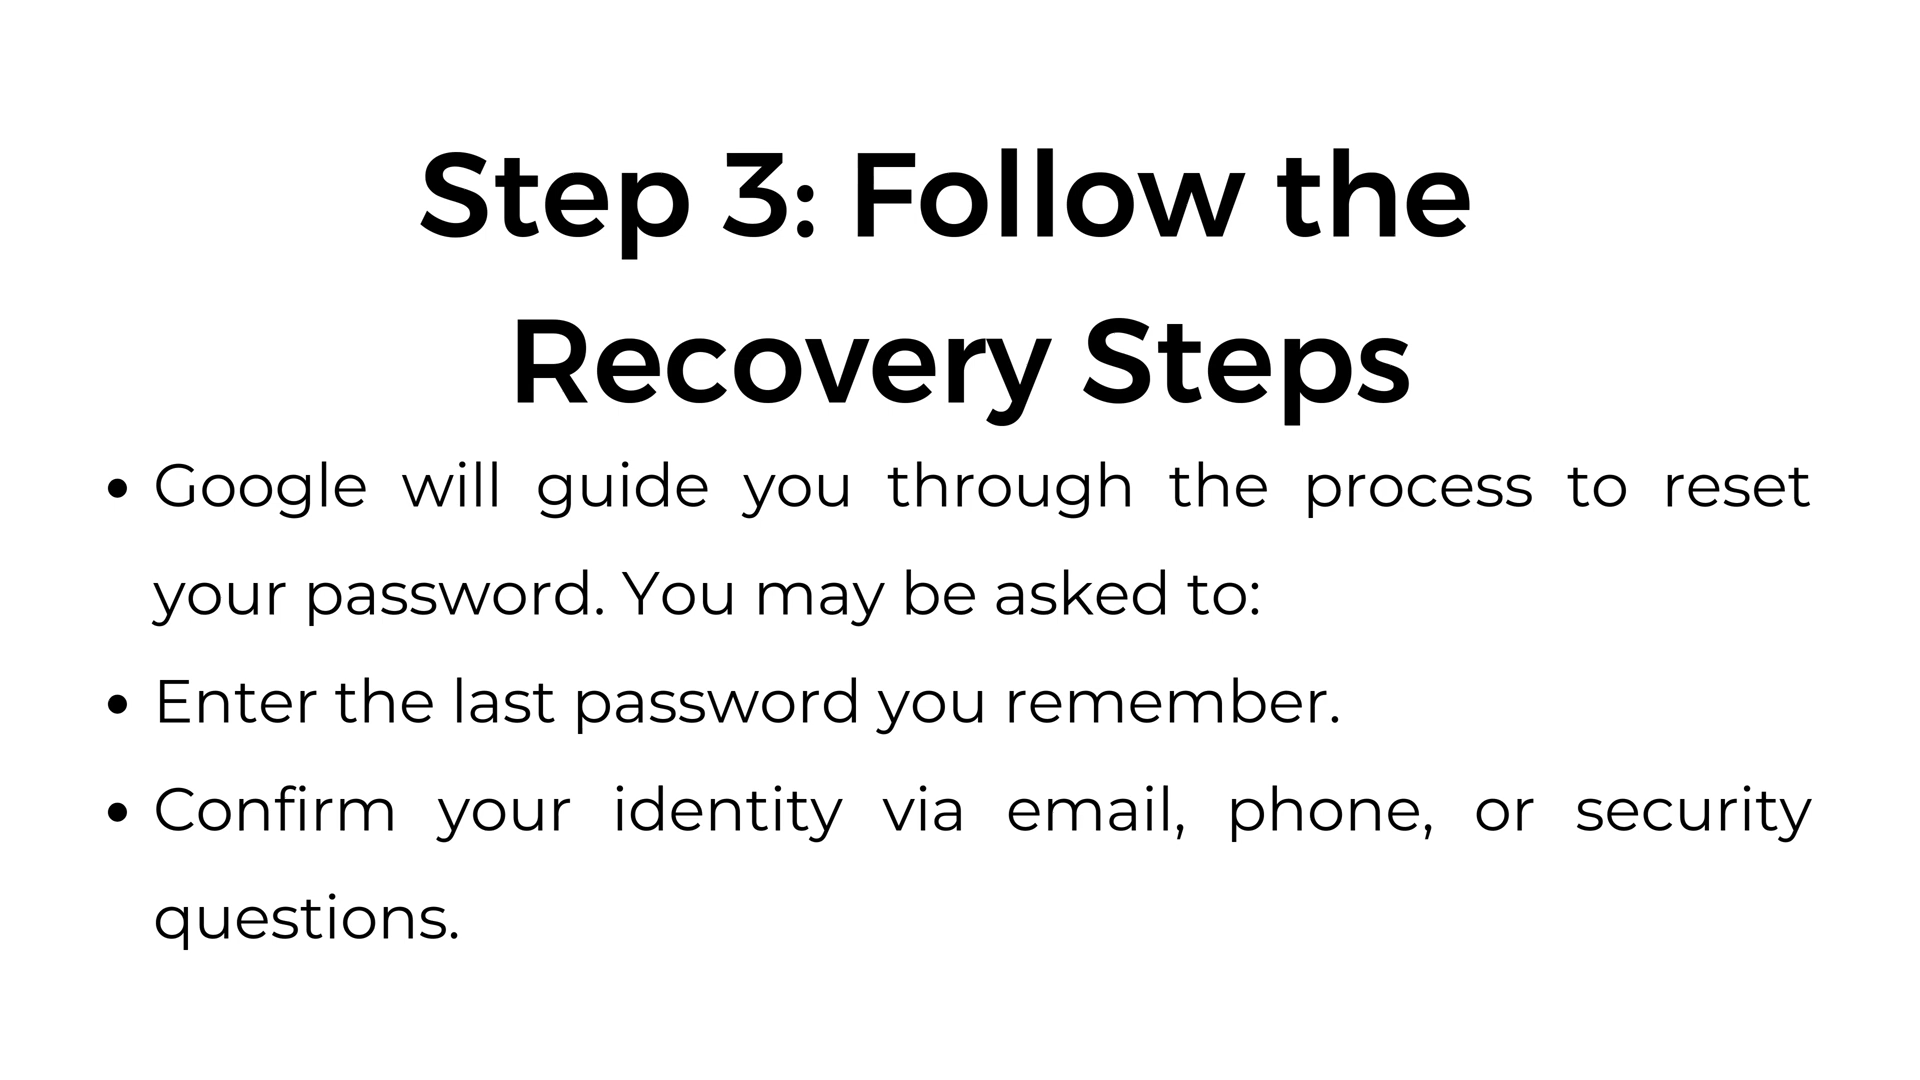 Step 3: Follow the
Recovery Steps
• Google will guide you through the process to reset
your password. You may be asked to:
• Enter the last password you remember.
• Confirm your identity via email, phone, or security
questions.